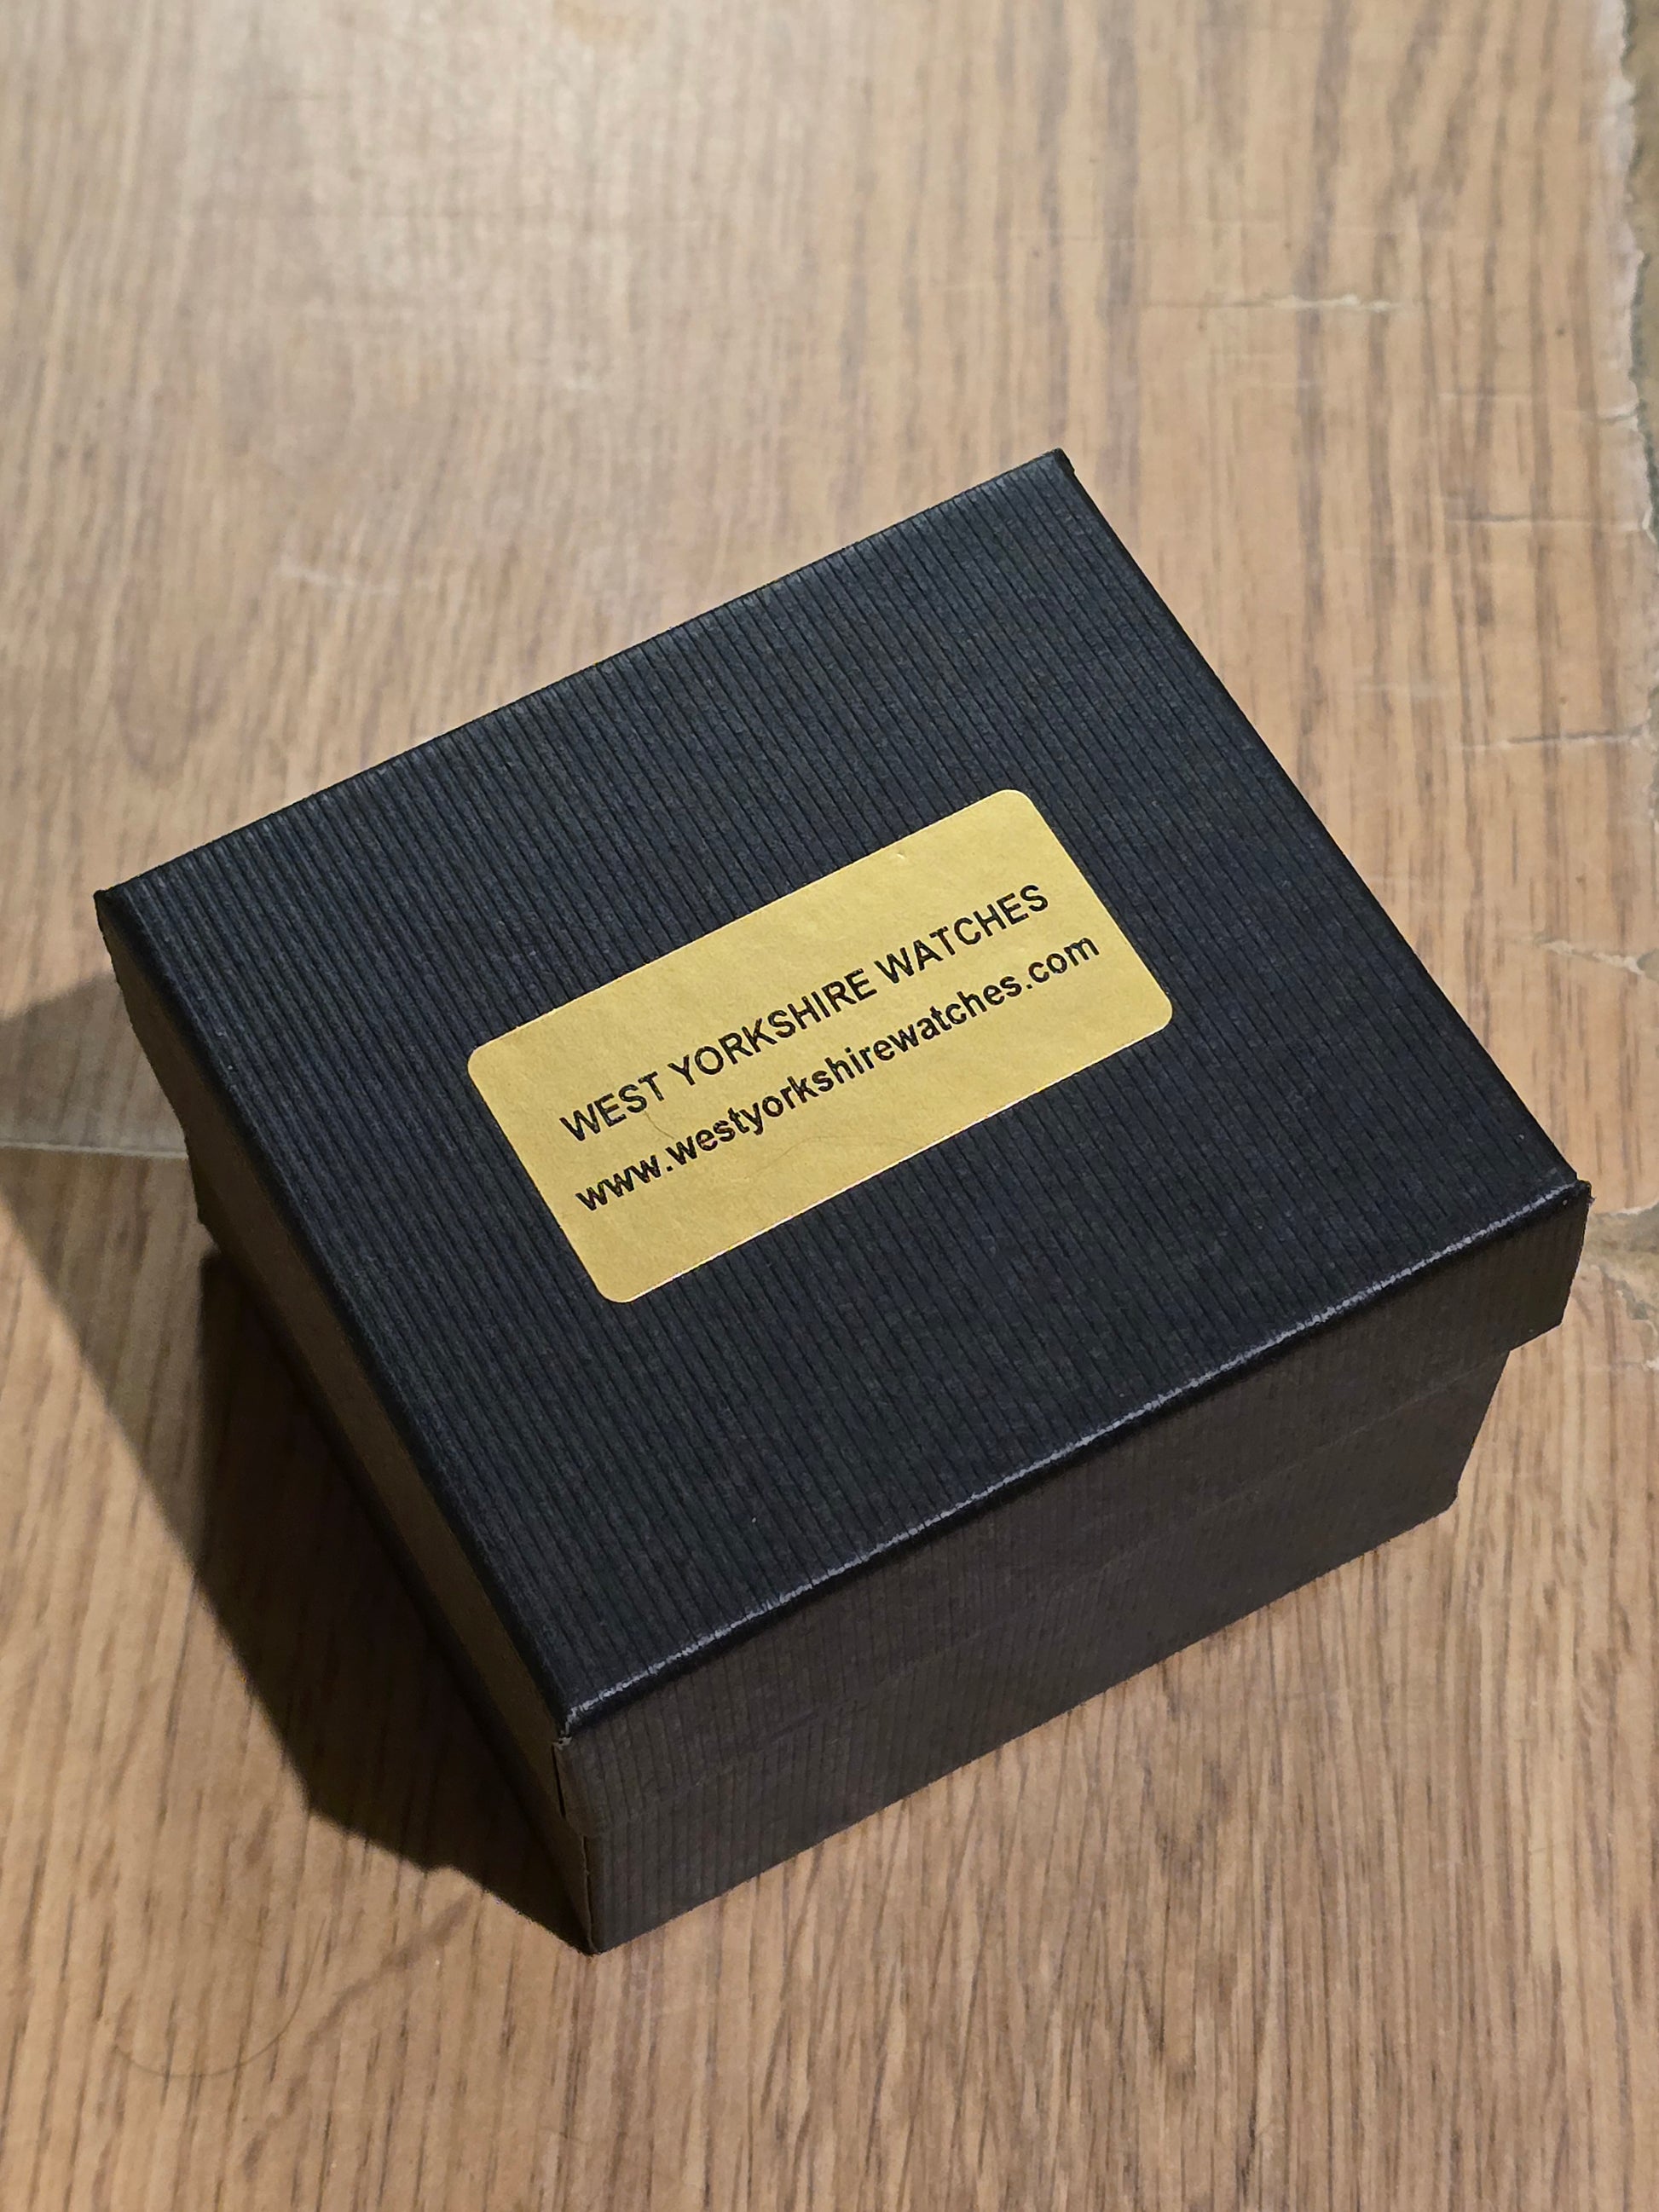 WEST YORKSHIRE WATCHES
www.westyorkshirewatches.com